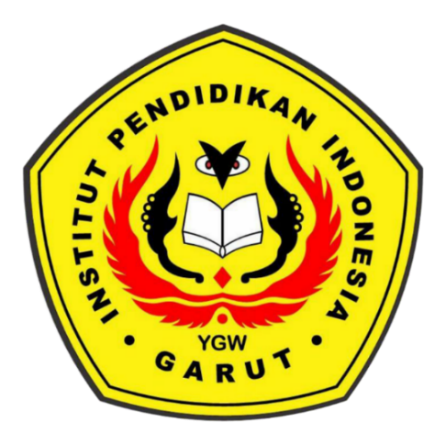 INSTITUT PENDIDIKAN INDONESIA
YGW
GARUT